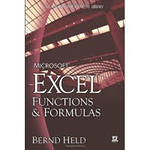 MICROSOFT
EXCEL
FUNCTIONS
& FORMULAS
BERND HELD